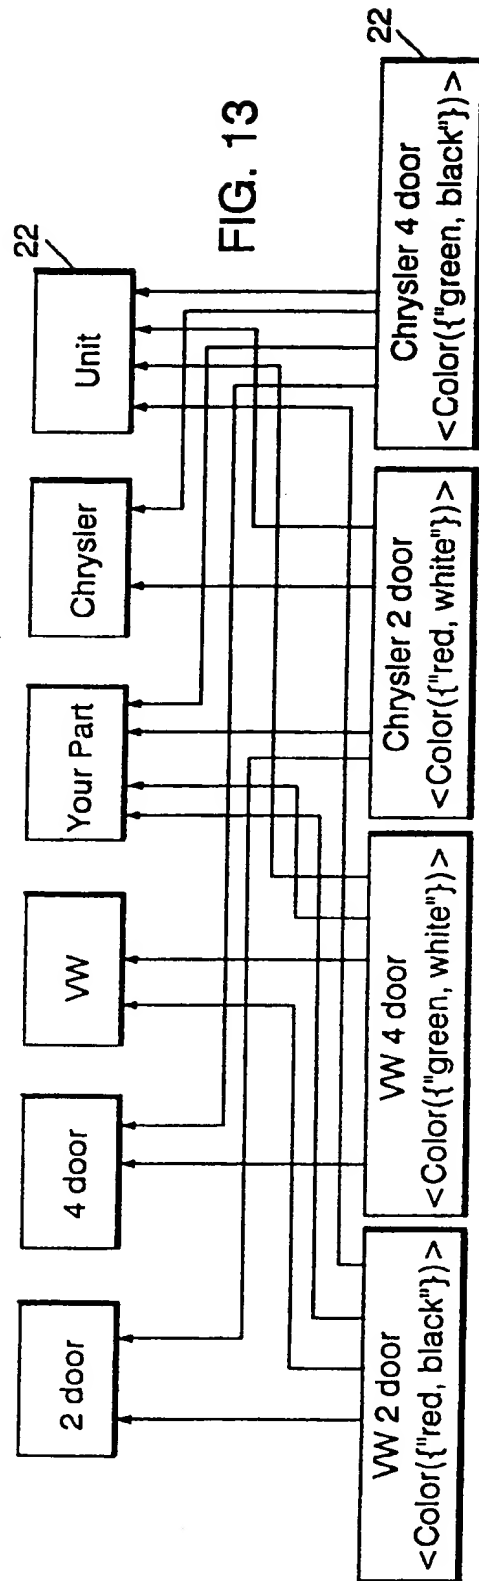 22
2 door
4 door
VW
Your Part
Chrysler
Unit
FIG. 13
22
VW 2 door
<Color({"red, black"})>
VW 4 door
<Color({"green, white"})>
Chrysler 2 door
<Color({"red, white"})>
Chrysler 4 door
<Color({"green, black"})>